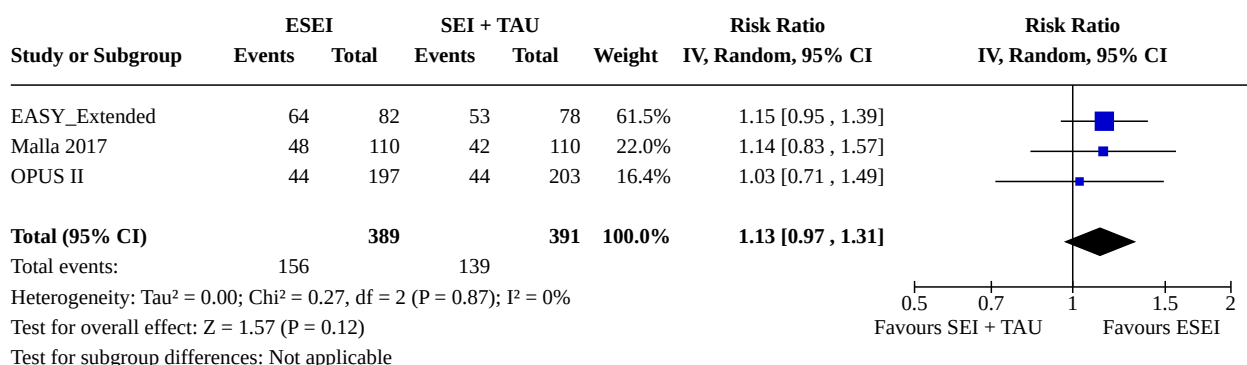 ESEI SEI + TAU Risk Ratio Risk Ratio
Study or Subgroup Events Total Events Total Weight IV, Random, 95% CI IV, Random, 95% CI
EASY_Extended 64 82 53 78 61.5% 1.15 [0.95 , 1.39]
Malla 2017 48 110 42 110 22.0% 1.14 [0.83 , 1.57]
OPUS II 44 197 44 203 16.4% 1.03 [0.71 , 1.49]
Total (95% CI) 389 391 100.0% 1.13 [0.97 , 1.31]
Total events: 156 139
Heterogeneity: Tau² = 0.00; Chi² = 0.27, df = 2 (P = 0.87); I² = 0%
0.5 0.7 1 1.5 2
Test for overall effect: Z = 1.57 (P = 0.12) Favours SEI + TAU Favours ESEI
Test for subgroup differences: Not applicable